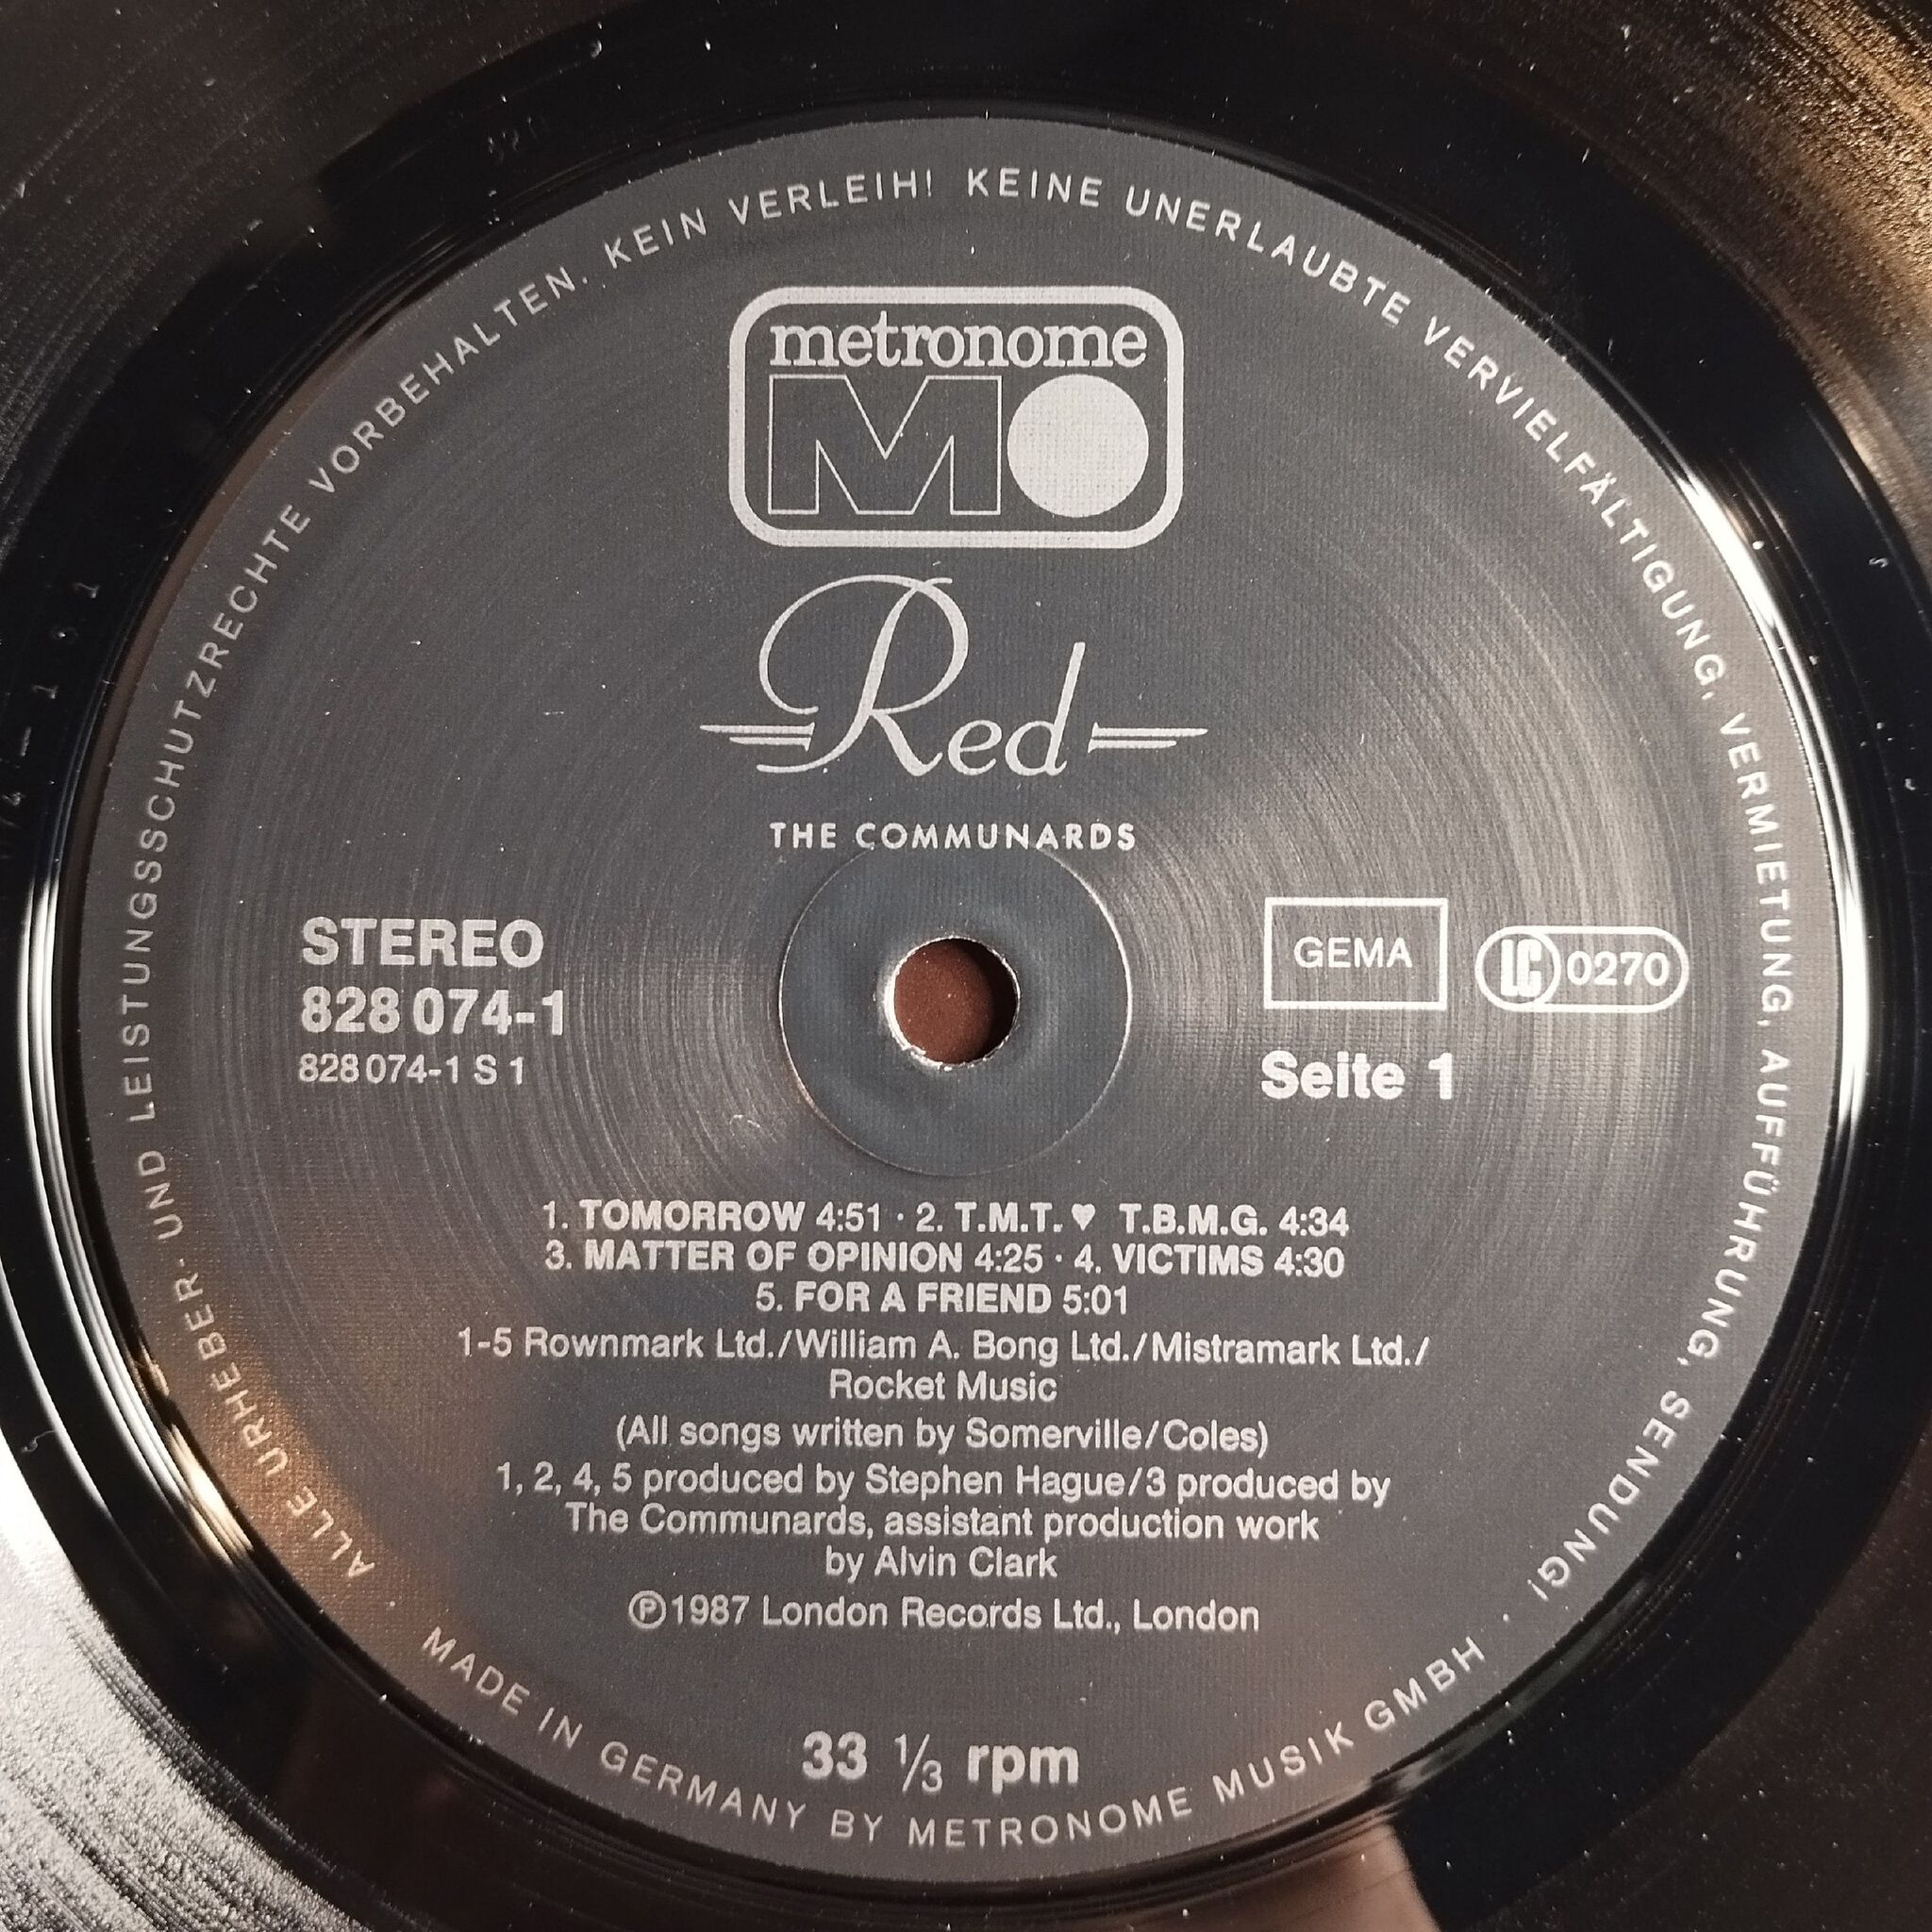 ALLE URHEBER- UND LEISTUNGSSCHUTZRECHTE VORBEHALTEN. KEIN VERLEIH! KEINE UNERLAUBTE VERVIELFÄLTIGUNG, VERMIETUNG, AUFFÜHRUNG, SENDUNG!
metronome
MO
Red
THE COMMUNARDS
STEREO
828 074-1
828 074-1 S 1
GEMA
LC 0270
Seite 1
1. TOMORROW 4:51 · 2. T.M.T. ♥ T.B.M.G. 4:34
3. MATTER OF OPINION 4:25 · 4. VICTIMS 4:30
5. FOR A FRIEND 5:01
1-5 Rownmark Ltd./William A. Bong Ltd./Mistramark Ltd./
Rocket Music
(All songs written by Somerville/Coles)
1, 2, 4, 5 produced by Stephen Hague/3 produced by
The Communards, assistant production work
by Alvin Clark
℗1987 London Records Ltd., London
33 1/3 rpm
· MADE IN GERMANY BY METRONOME MUSIK GMBH ·